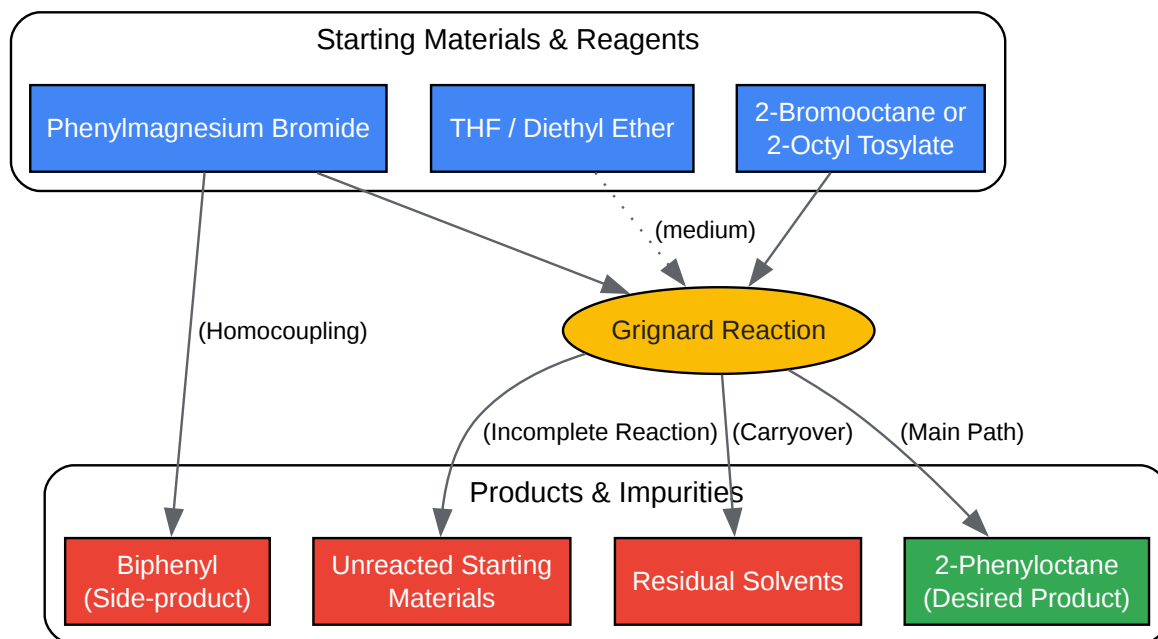 Starting Materials & Reagents
Phenylmagnesium Bromide
THF / Diethyl Ether
2-Bromooctane or
2-Octyl Tosylate
(medium)
(Homocoupling)
Grignard Reaction
(Incomplete Reaction)
(Carryover)
(Main Path)
Products & Impurities
Biphenyl
(Side-product)
Unreacted Starting
Materials
Residual Solvents
2-Phenyloctane
(Desired Product)